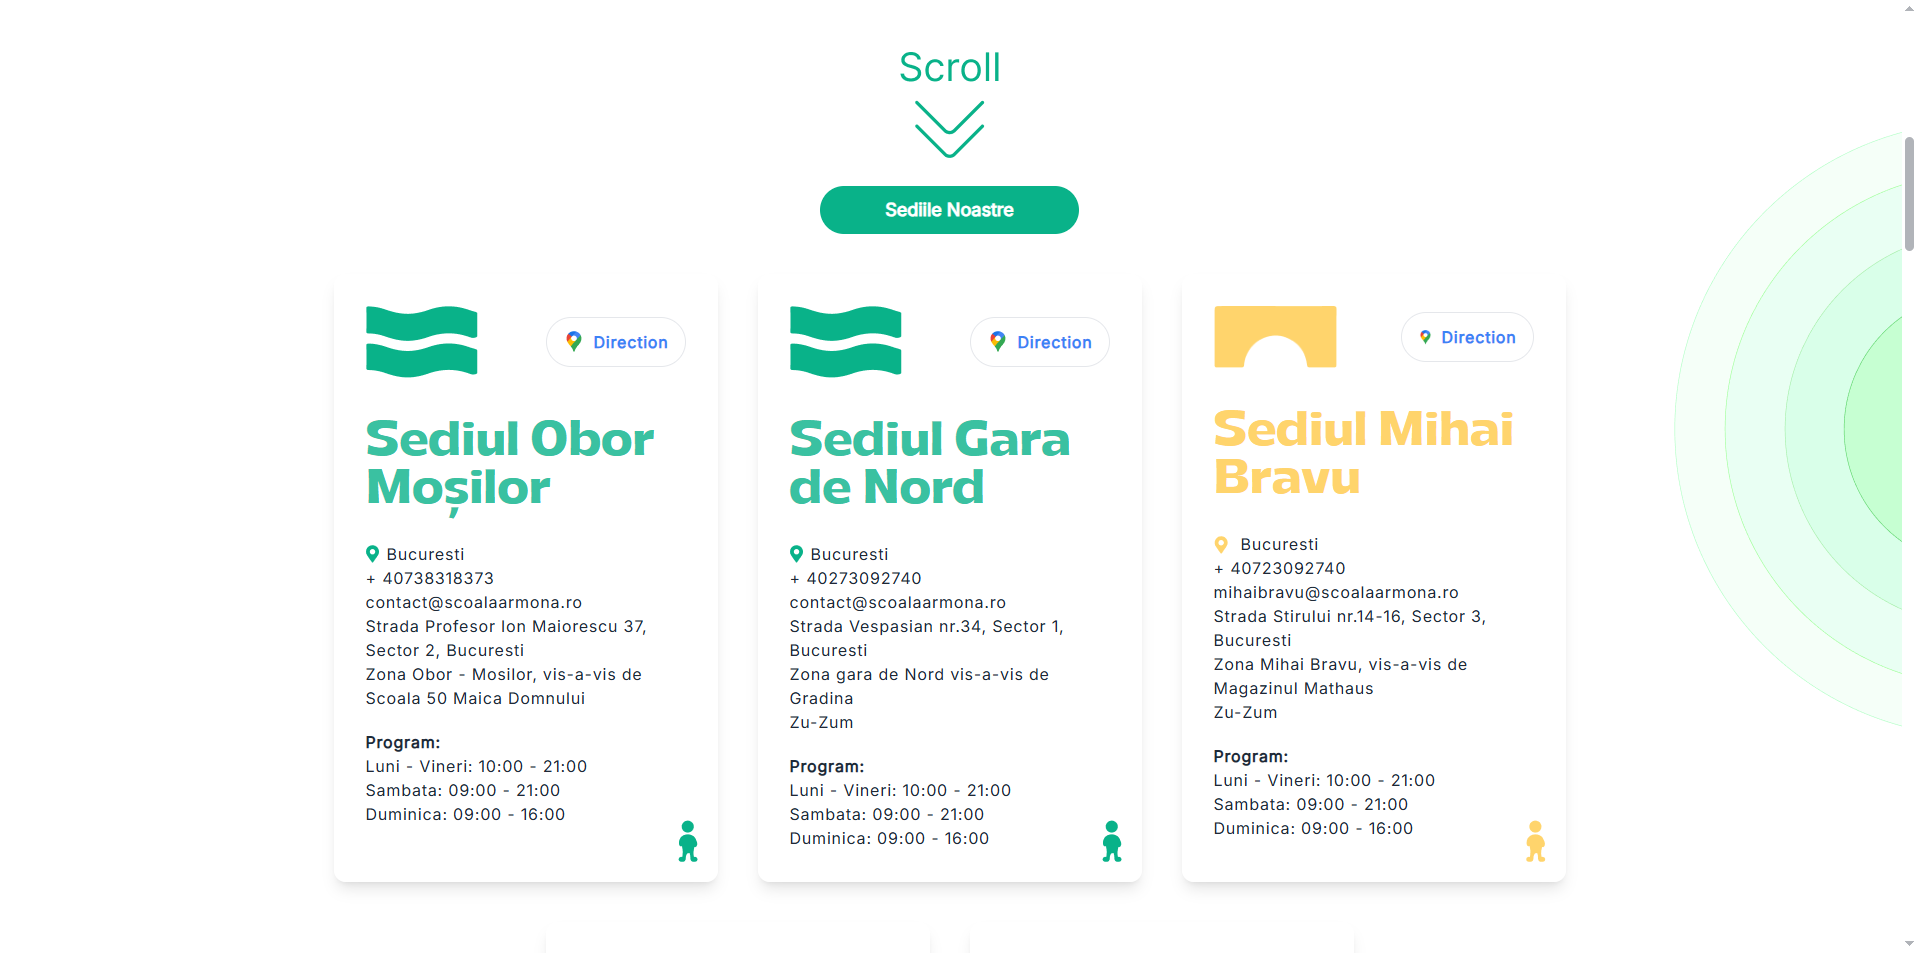 Scroll
Sediile Noastre
Direction
Sediul Obor
Moșilor
Bucuresti
+ 40738318373
contact@scoalaarmona.ro
Strada Profesor Ion Maiorescu 37,
Sector 2, Bucuresti
Zona Obor - Mosilor, vis-a-vis de
Scoala 50 Maica Domnului
Program:
Luni - Vineri: 10:00 - 21:00
Sambata: 09:00 - 21:00
Duminica: 09:00 - 16:00
Direction
Sediul Gara
de Nord
Bucuresti
+ 40273092740
contact@scoalaarmona.ro
Strada Vespasian nr.34, Sector 1,
Bucuresti
Zona gara de Nord vis-a-vis de
Gradina
Zu-Zum
Program:
Luni - Vineri: 10:00 - 21:00
Sambata: 09:00 - 21:00
Duminica: 09:00 - 16:00
Direction
Sediul Mihai
Bravu
Bucuresti
+ 40723092740
mihaibravu@scoalaarmona.ro
Strada Stirului nr.14-16, Sector 3,
Bucuresti
Zona Mihai Bravu, vis-a-vis de
Magazinul Mathaus
Zu-Zum
Program:
Luni - Vineri: 10:00 - 21:00
Sambata: 09:00 - 21:00
Duminica: 09:00 - 16:00